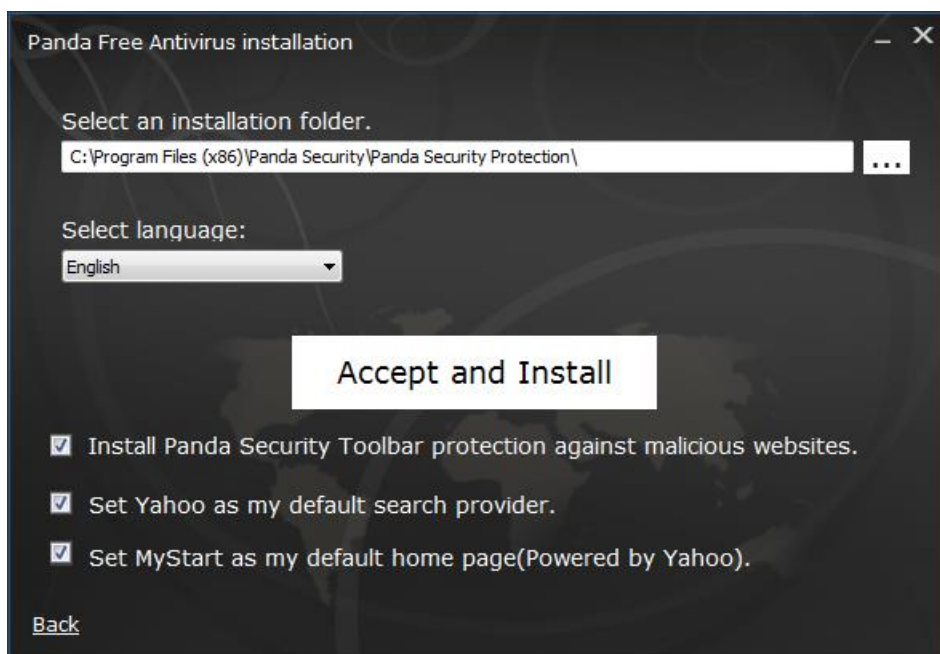 Panda Free Antivirus installation
Select an installation folder.
C:\Program Files (x86)\Panda Security\Panda Security Protection\
...
Select language:
English
Accept and Install
Install Panda Security Toolbar protection against malicious websites.
Set Yahoo as my default search provider.
Set MyStart as my default home page(Powered by Yahoo).
Back